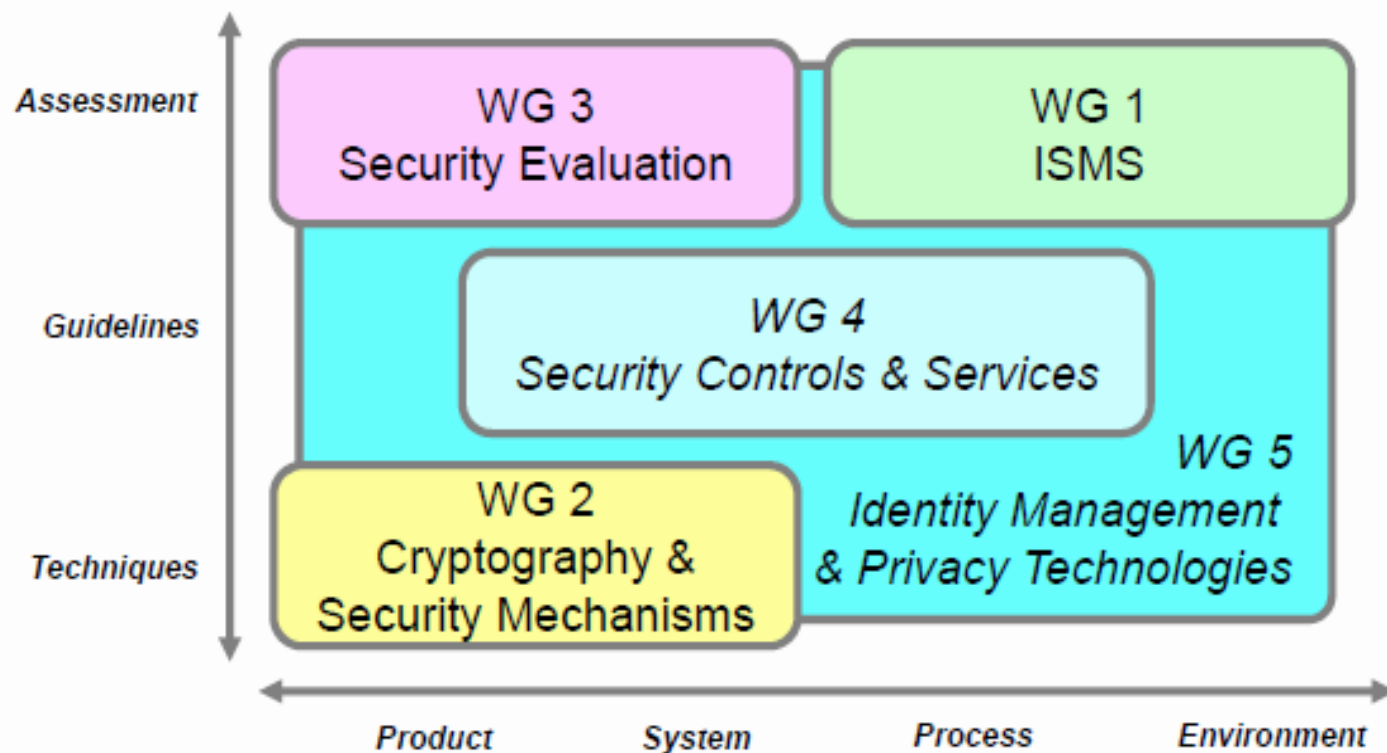 Assessment
WG 3
Security Evaluation
WG 1
ISMS
Guidelines
WG 4
Security Controls & Services
WG 5
Identity Management
& Privacy Technologies
Techniques
WG 2
Cryptography &
Security Mechanisms
Product
System
Process
Environment